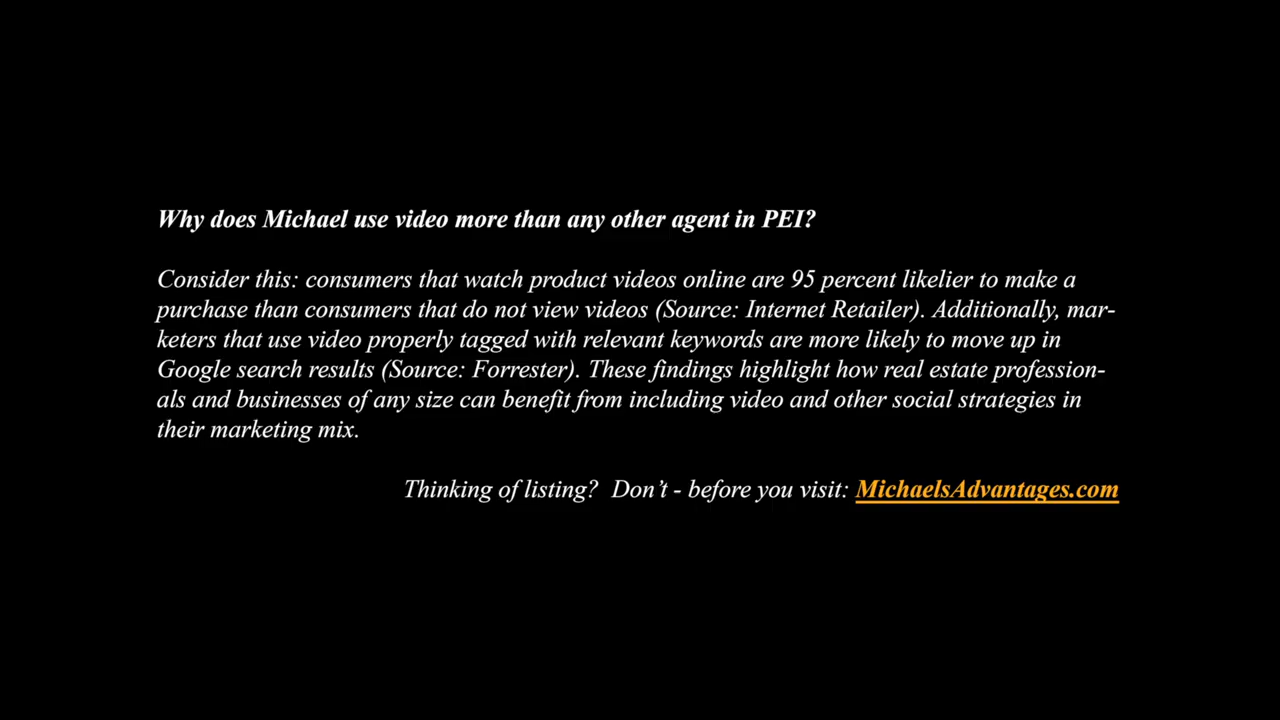 Why does Michael use video more than any other agent in PEI?
Consider this: consumers that watch product videos online are 95 percent likelier to make a
purchase than consumers that do not view videos (Source: Internet Retailer). Additionally, mar-
keters that use video properly tagged with relevant keywords are more likely to move up in
Google search results (Source: Forrester). These findings highlight how real estate profession-
als and businesses of any size can benefit from including video and other social strategies in
their marketing mix.
Thinking of listing?  Don’t - before you visit: MichaelsAdvantages.com